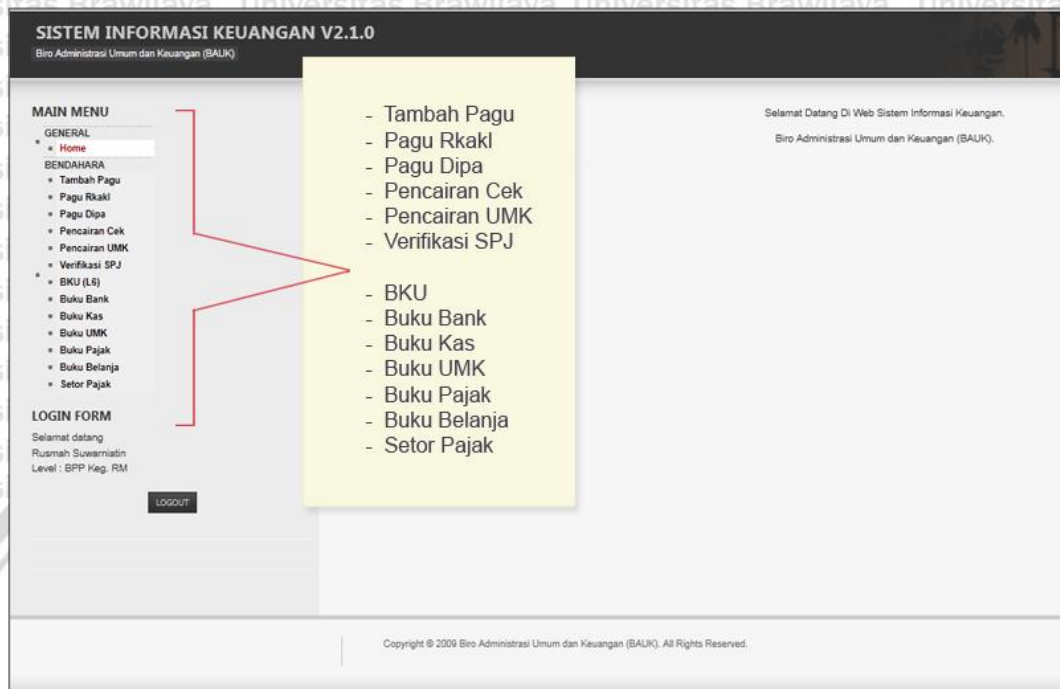 Universitas Brawijaya
SISTEM INFORMASI KEUANGAN V2.1.0
Biro Administrasi Umum dan Keuangan (BAUK)
MAIN MENU
GENERAL
Home
BENDAHARA
Tambah Pagu
Pagu Rkakl
Pagu Dipa
Pencairan Cek
Pencairan UMK
Verifikasi SPJ
BKU (L6)
Buku Bank
Buku Kas
Buku UMK
Buku Pajak
Buku Belanja
Setor Pajak
LOGIN FORM
Selamat datang
Rusmah Suwarniatin
Level : BPP Keg. RM
LOGOUT
- Tambah Pagu
- Pagu Rkakl
- Pagu Dipa
- Pencairan Cek
- Pencairan UMK
- Verifikasi SPJ
- BKU
- Buku Bank
- Buku Kas
- Buku UMK
- Buku Pajak
- Buku Belanja
- Setor Pajak
Selamat Datang Di Web Sistem Informasi Keuangan.
Biro Administrasi Umum dan Keuangan (BAUK).
Copyright © 2009 Biro Administrasi Umum dan Keuangan (BAUK). All Rights Reserved.